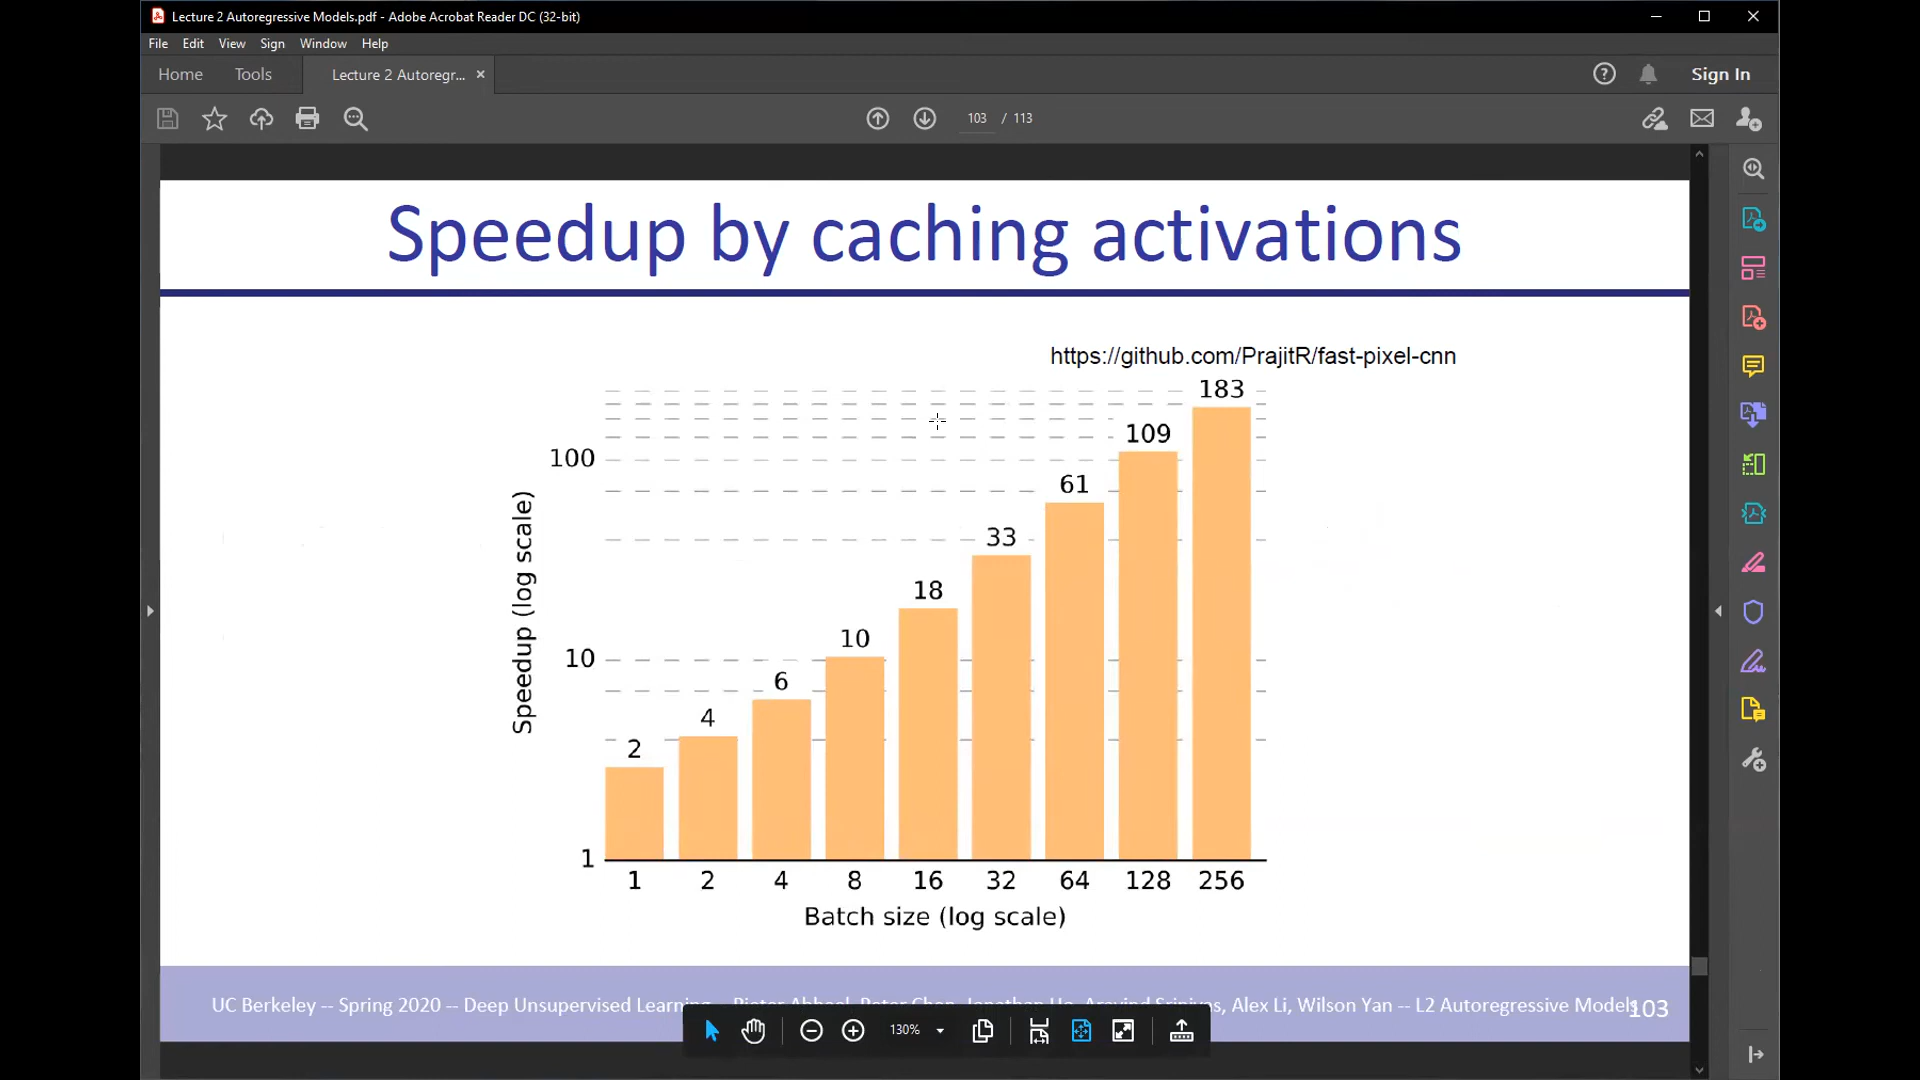 Lecture 2 Autoregressive Models.pdf - Adobe Acrobat Reader DC (32-bit)
File Edit View Sign Window Help
Home Tools Lecture 2 Autoregr... × Sign In
103 / 113
Speedup by caching activations
https://github.com/PrajitR/fast-pixel-cnn
183
109
100
61
33
18
10
10
6
4
2
1
Speedup (log scale)
1 2 4 8 16 32 64 128 256
Batch size (log scale)
UC Berkeley -- Spring 2020 -- Deep Unsupervised Learning -- Alex Li, Wilson Yan -- L2 Autoregressive Models 103
130%